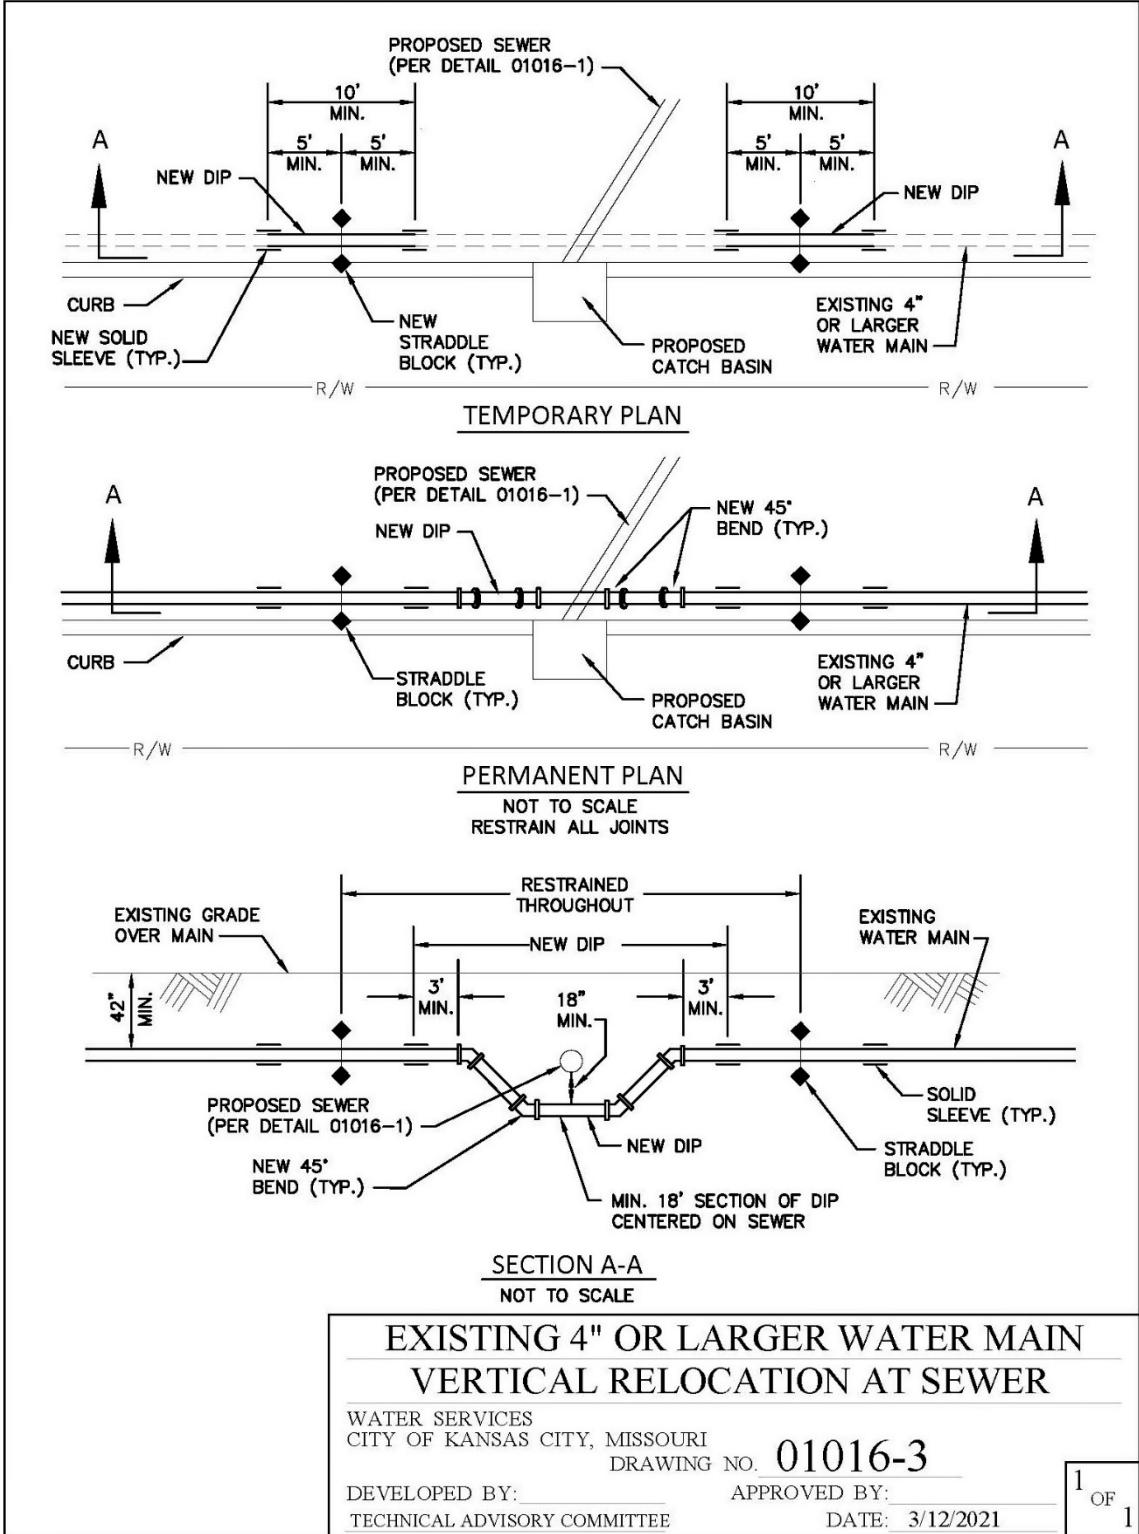 PROPOSED SEWER
(PER DETAIL 01016-1)
10'
MIN.
10'
MIN.
A
5'
MIN.
5'
MIN.
5'
MIN.
5'
MIN.
A
NEW DIP
NEW DIP
CURB
NEW SOLID
SLEEVE (TYP.)
NEW
STRADDLE
BLOCK (TYP.)
PROPOSED
CATCH BASIN
EXISTING 4"
OR LARGER
WATER MAIN
R/W
R/W
TEMPORARY PLAN
PROPOSED SEWER
(PER DETAIL 01016-1)
A
NEW DIP
NEW 45°
BEND (TYP.)
A
CURB
STRADDLE
BLOCK (TYP.)
PROPOSED
CATCH BASIN
EXISTING 4"
OR LARGER
WATER MAIN
R/W
R/W
PERMANENT PLAN
NOT TO SCALE
RESTRAIN ALL JOINTS
RESTRAINED
THROUGHOUT
EXISTING GRADE
OVER MAIN
NEW DIP
EXISTING
WATER MAIN
42"
MIN.
3'
MIN.
18"
MIN.
3'
MIN.
PROPOSED SEWER
(PER DETAIL 01016-1)
SOLID
SLEEVE (TYP.)
NEW DIP
STRADDLE
BLOCK (TYP.)
NEW 45°
BEND (TYP.)
MIN. 18' SECTION OF DIP
CENTERED ON SEWER
SECTION A-A
NOT TO SCALE
EXISTING 4" OR LARGER WATER MAIN
VERTICAL RELOCATION AT SEWER
WATER SERVICES
CITY OF KANSAS CITY, MISSOURI
DRAWING NO. 01016-3
DEVELOPED BY:
APPROVED BY:
TECHNICAL ADVISORY COMMITTEE
DATE: 3/12/2021
1 OF 1